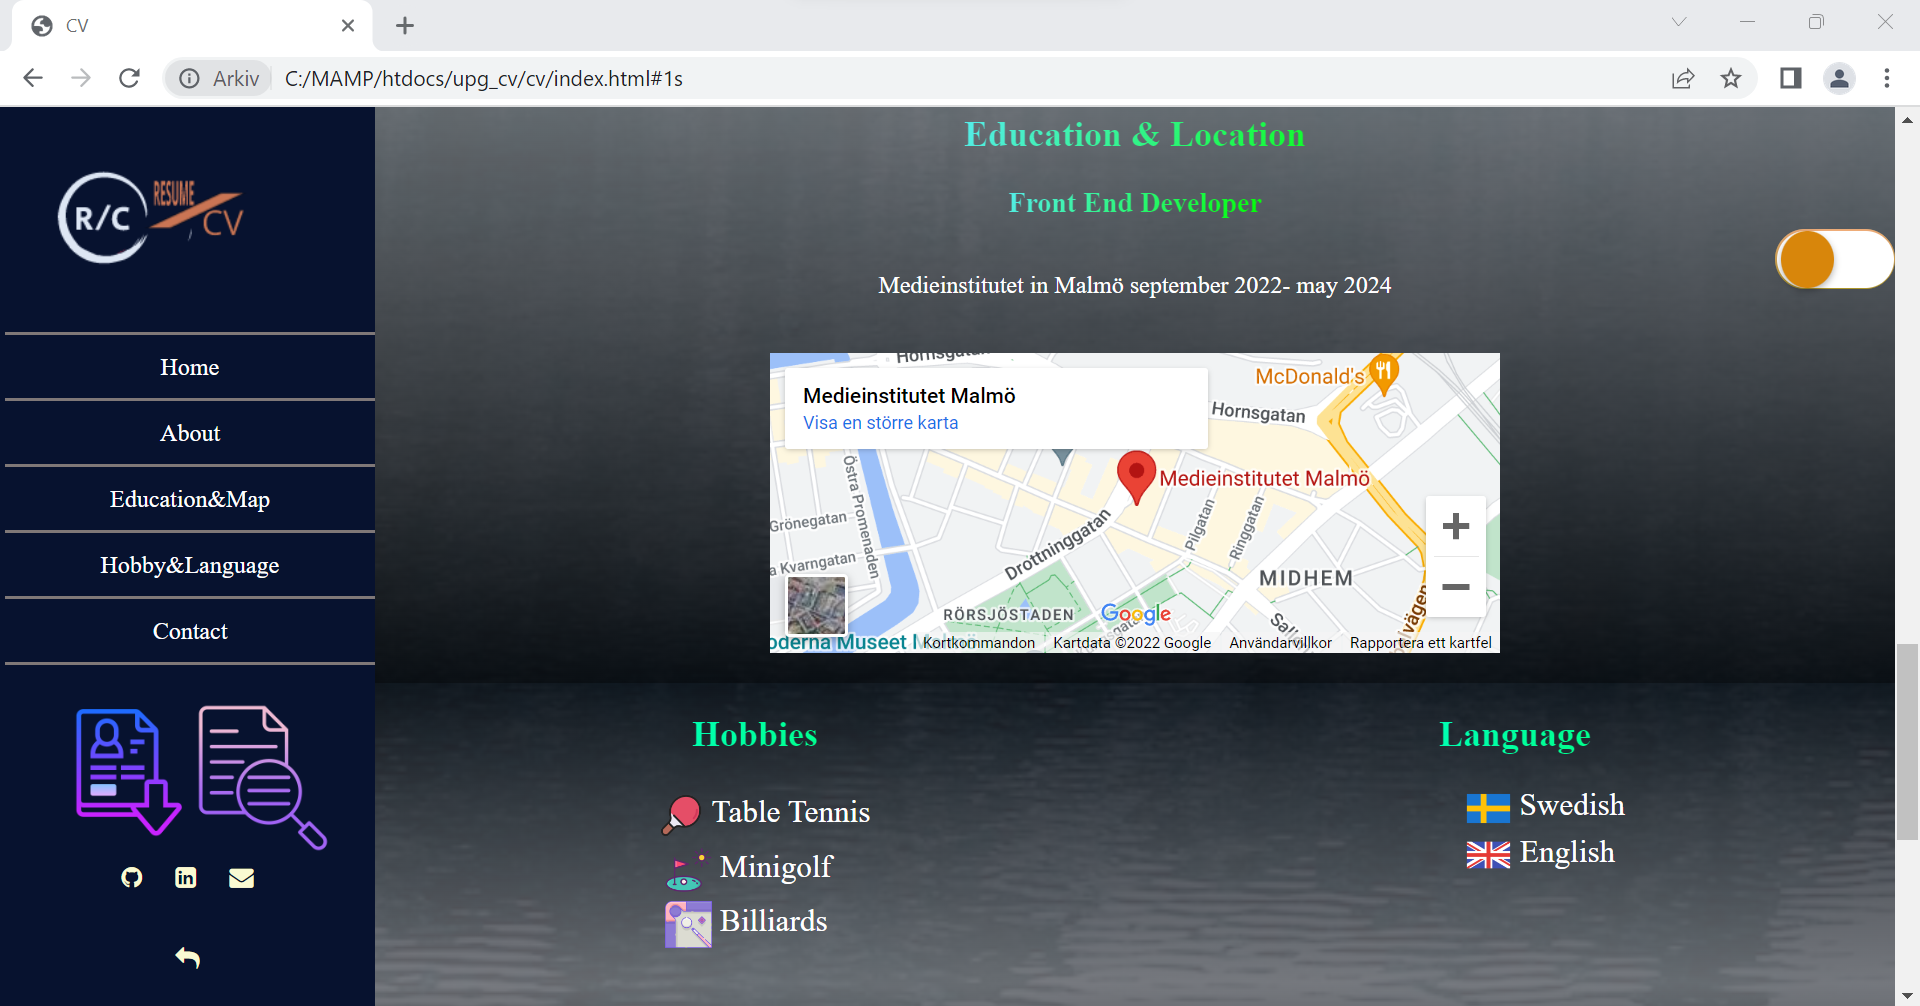 CV
Arkiv
C:/MAMP/htdocs/upg_cv/cv/index.html#1s
R/C
RESUME
CV
Home
About
Education&Map
Hobby&Language
Contact
Education & Location
Front End Developer
Medieinstitutet in Malmö september 2022- may 2024
Hornsgatan
McDonald's
Medieinstitutet Malmö
Visa en större karta
Hornsgatan
Östra Promenaden
Medieinstitutet Malmö
Grönegatan
Drottninggatan
Pilgatan
Ringgatan
a Kvarngatan
MIDHEM
RÖRSJÖSTADEN
Google
oderna Museet
Kortkommandon
Kartdata ©2022 Google
Användarvillkor
Rapportera ett kartfel
Hobbies
Table Tennis
Minigolf
Billiards
Language
Swedish
English
in